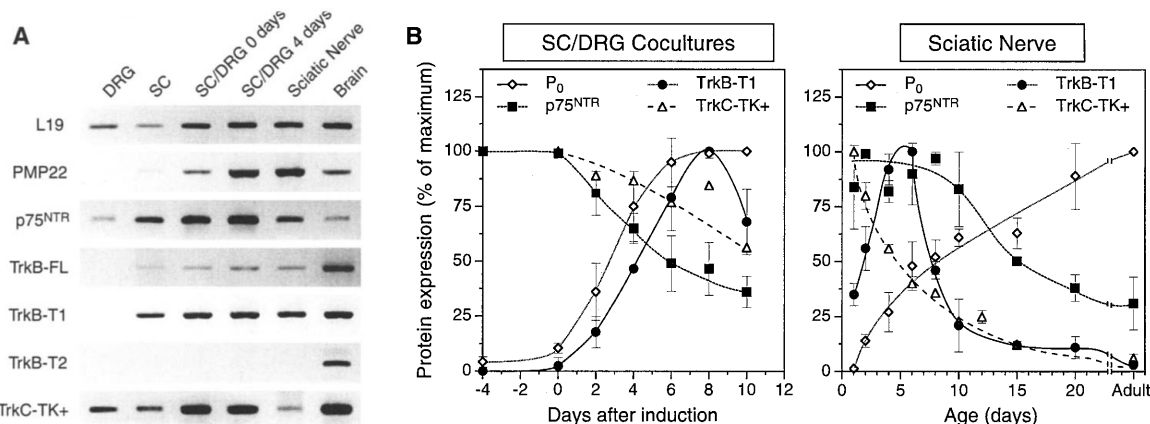 A
DRG
SC
SC/DRG 0 days
SC/DRG 4 days
Sciatic Nerve
Brain
L19
PMP22
p75NTR
TrkB-FL
TrkB-T1
TrkB-T2
TrkC-TK+
B
SC/DRG Cocultures
Protein expression (% of maximum)
P0
TrkB-T1
p75NTR
TrkC-TK+
125
100
75
50
25
0
-4 0 2 4 6 8 10 12
Days after induction
Sciatic Nerve
P0
TrkB-T1
p75NTR
TrkC-TK+
125
100
75
50
25
0
0 5 10 15 20 Adult
Age (days)